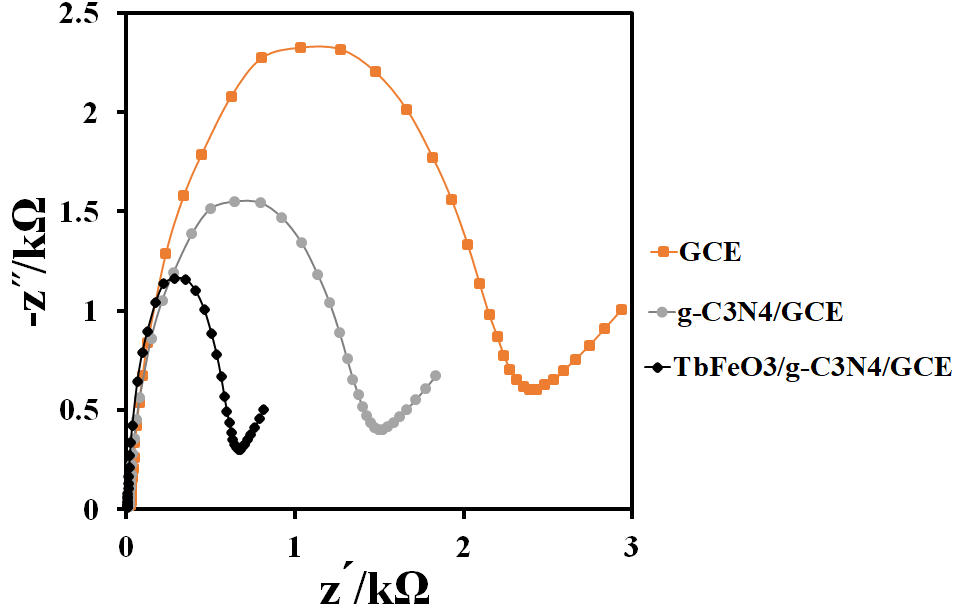 2.5
2
1.5
1
0.5
0
0 1 2 3
-z″/kΩ
z´/kΩ
GCE
g-C3N4/GCE
TbFeO3/g-C3N4/GCE